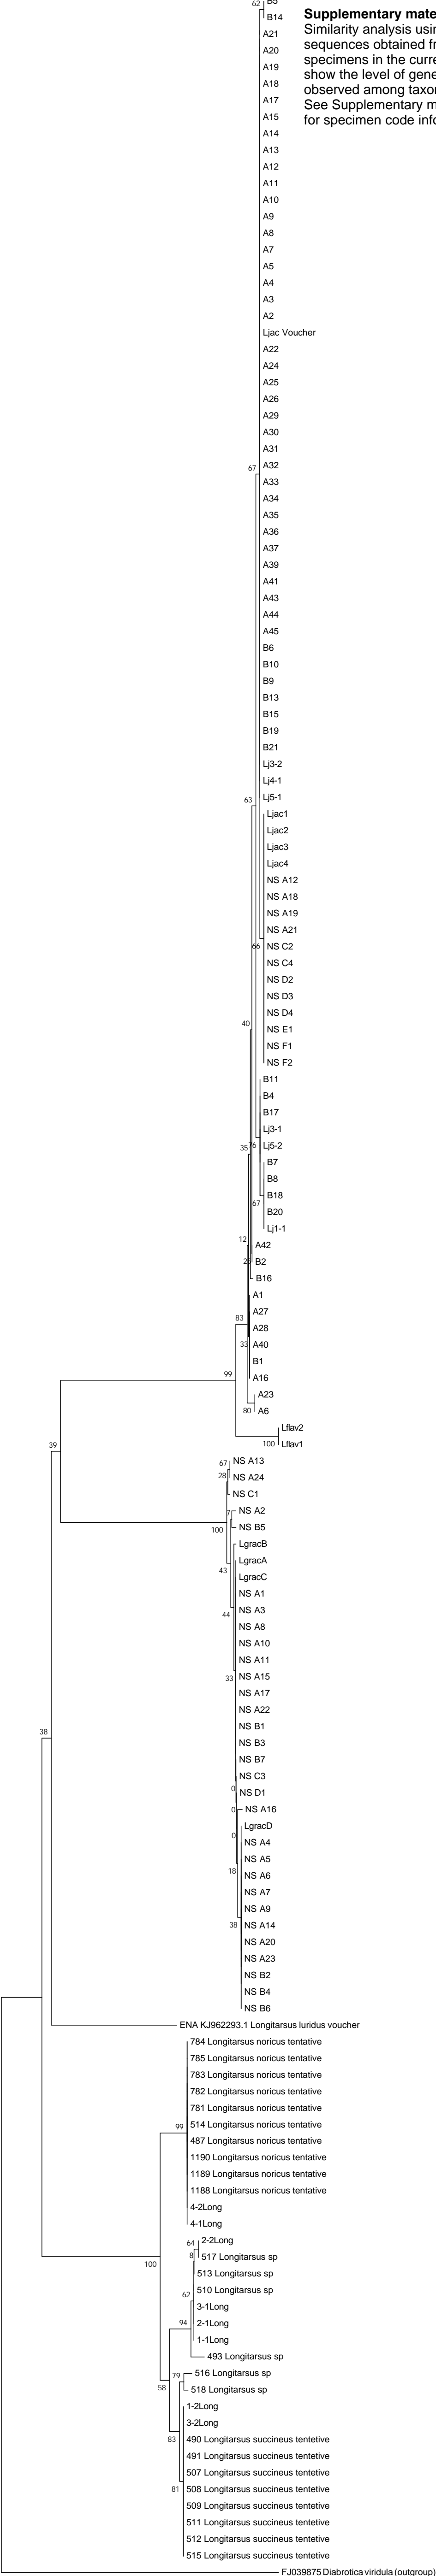 62
B5
B14
Supplementary mate
Similarity analysis usin
sequences obtained fr
specimens in the curre
show the level of gene
observed among taxon
See Supplementary m
for specimen code info
A21
A20
A19
A18
A17
A15
A14
A13
A12
A11
A10
A9
A8
A7
A5
A4
A3
A2
Ljac Voucher
A22
A24
A25
A26
A29
A30
A31
A32
67
A33
A34
A35
A36
A37
A39
A41
A43
A44
A45
B6
B10
B9
B13
B15
B19
B21
Lj3-2
Lj4-1
Lj5-1
63
Ljac1
Ljac2
Ljac3
Ljac4
NS A12
NS A18
NS A19
NS A21
NS C2
66
NS C4
NS D2
NS D3
NS D4
NS E1
40
NS F1
NS F2
B11
B4
B17
Lj3-1
Lj5-2
35
76
B7
B8
B18
67
B20
Lj1-1
12
A42
B2
B16
A1
A27
83
A28
A40
33
B1
A16
99
A23
A6
80
Lflav2
Lflav1
100
39
NS A13
67
NS A24
28
NS C1
NS A2
7
NS B5
100
LgracB
LgracA
43
LgracC
NS A1
NS A3
44
NS A8
NS A10
NS A11
NS A15
33
NS A17
NS A22
NS B1
38
NS B3
NS B7
NS C3
NS D1
0
NS A16
0
LgracD
0
NS A4
NS A5
NS A6
18
NS A7
NS A9
NS A14
38
NS A20
NS A23
NS B2
NS B4
NS B6
ENA KJ962293.1 Longitarsus luridus voucher
784 Longitarsus noricus tentative
785 Longitarsus noricus tentative
783 Longitarsus noricus tentative
782 Longitarsus noricus tentative
781 Longitarsus noricus tentative
514 Longitarsus noricus tentative
99
487 Longitarsus noricus tentative
1190 Longitarsus noricus tentative
1189 Longitarsus noricus tentative
1188 Longitarsus noricus tentative
4-2Long
4-1Long
2-2Long
64
517 Longitarsus sp
8
100
513 Longitarsus sp
510 Longitarsus sp
62
3-1Long
2-1Long
94
1-1Long
493 Longitarsus sp
516 Longitarsus sp
79
518 Longitarsus sp
58
1-2Long
3-2Long
490 Longitarsus succineus tentetive
83
491 Longitarsus succineus tentetive
507 Longitarsus succineus tentetive
508 Longitarsus succineus tentetive
81
509 Longitarsus succineus tentetive
511 Longitarsus succineus tentetive
512 Longitarsus succineus tentetive
515 Longitarsus succineus tentetive
FJ039875 Diabrotica viridula (outgroup)